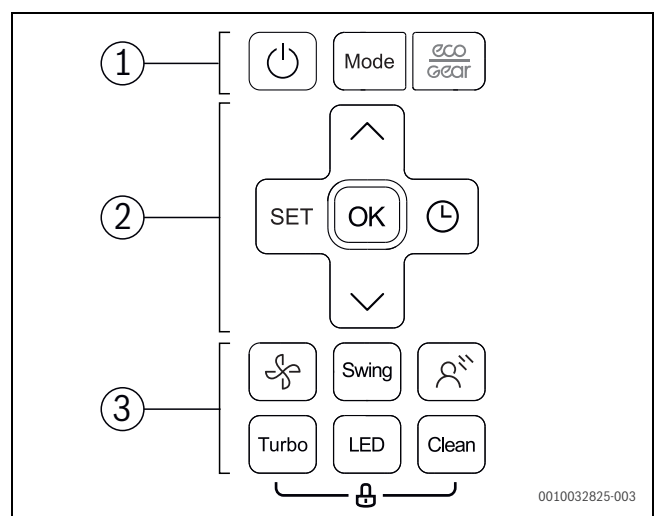 1
Mode
eco
Gear
2
SET
OK
3
Swing
Turbo
LED
Clean
0010032825-003